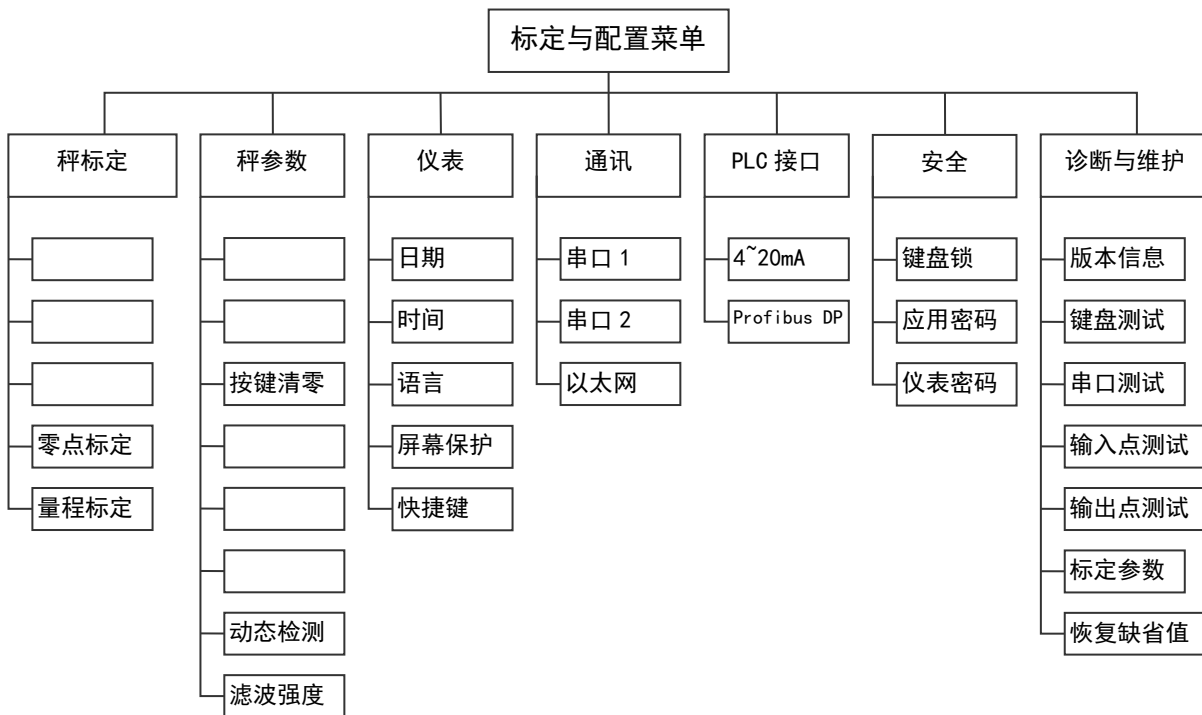 标定与配置菜单
秤标定
秤参数
仪表
通讯
PLC 接口
安全
诊断与维护
零点标定
量程标定
按键清零
动态检测
滤波强度
日期
时间
语言
屏幕保护
快捷键
串口 1
串口 2
以太网
4~20mA
Profibus DP
键盘锁
应用密码
仪表密码
版本信息
键盘测试
串口测试
输入点测试
输出点测试
标定参数
恢复缺省值